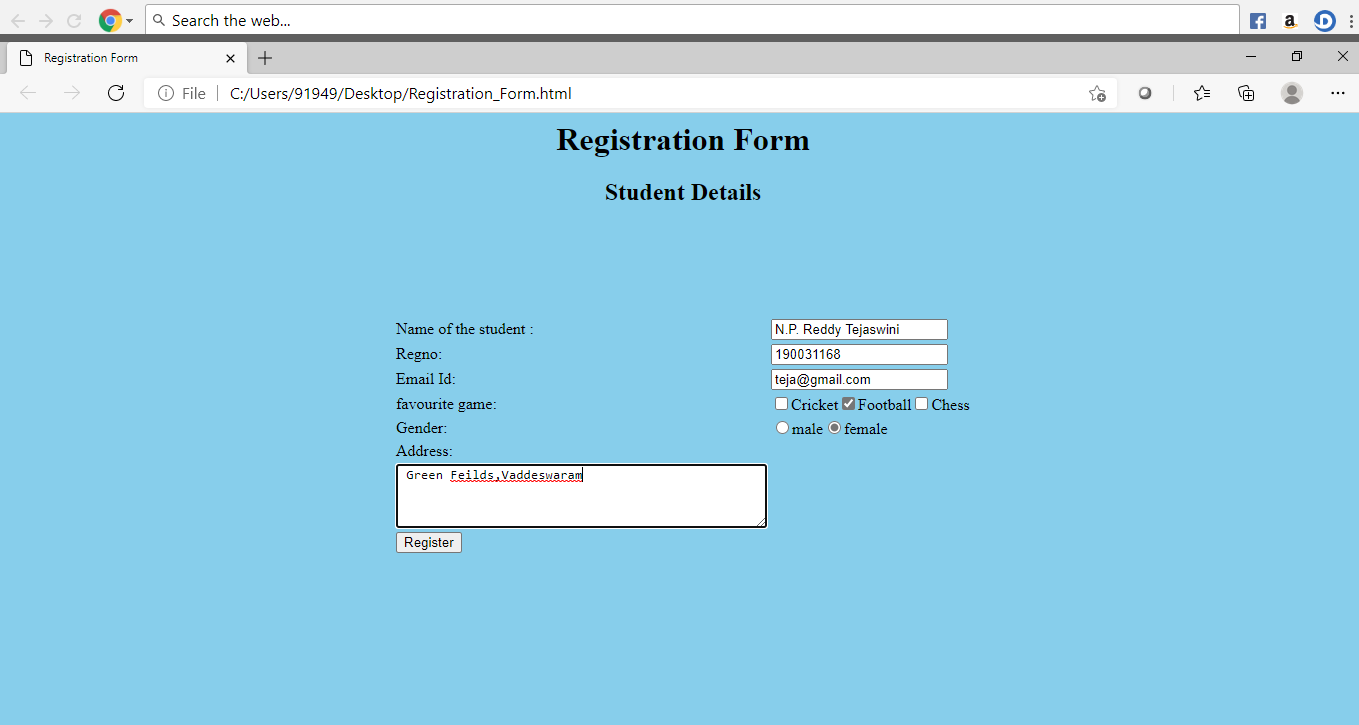 Search the web...
Registration Form
File | C:/Users/91949/Desktop/Registration_Form.html
Registration Form
Student Details
Name of the student : N.P. Reddy Tejaswini
Regno: 190031168
Email Id: teja@gmail.com
favourite game: Cricket Football Chess
Gender: male female
Address:
Green Feilds,Vaddeswaram
Register